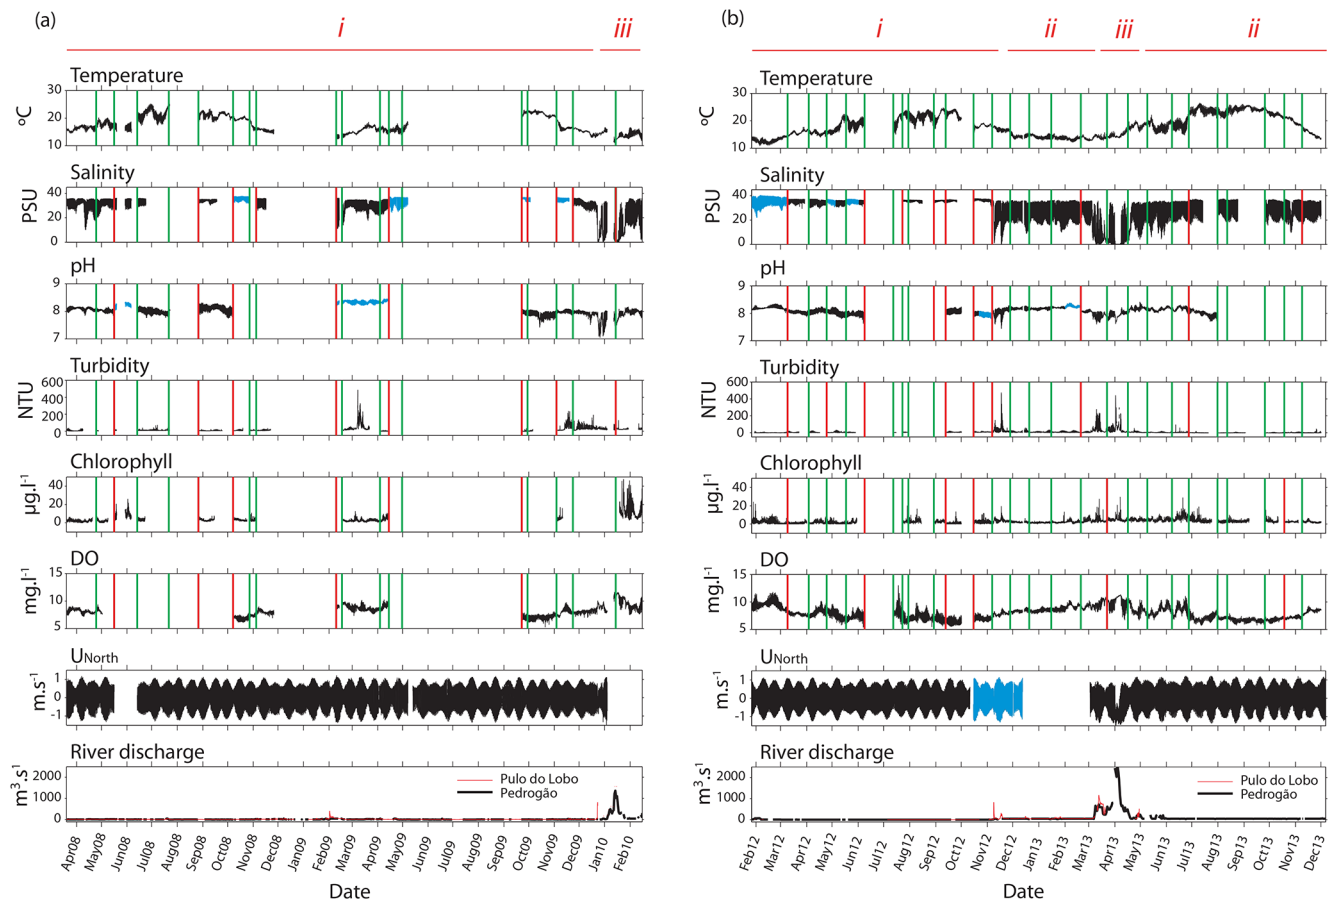 (a)
i
iii
Temperature
ºC
30
20
10
Salinity
PSU
40
20
0
pH
9
8
7
Turbidity
NTU
600
400
200
0
Chlorophyll
µg.l-1
40
20
0
DO
mg.l-1
15
10
5
UNorth
m.s-1
1
0
-1
River discharge
m3.s1
2000
1000
0
Pulo do Lobo
Pedrogão
Apr08 May08 Jun08 Jul08 Aug08 Sep08 Oct08 Nov08 Dec08 Jan09 Feb09 Mar09 Apr09 May09 Jun09 Jul09 Aug09 Sep09 Oct09 Nov09 Dec09 Jan10 Feb10
Date
(b)
i
ii
iii
ii
Temperature
ºC
30
20
10
Salinity
PSU
40
20
0
pH
9
8
7
Turbidity
NTU
600
400
200
0
Chlorophyll
µg.l-1
40
20
0
DO
mg.l-1
15
10
5
UNorth
m.s-1
1
0
-1
River discharge
m3.s1
2000
1000
0
Pulo do Lobo
Pedrogão
Feb12 Mar12 Apr12 May12 Jun12 Jul12 Aug12 Sep12 Oct12 Nov12 Dec12 Jan13 Feb13 Mar13 Apr13 May13 Jun13 Jul13 Aug13 Sep13 Oct13 Nov13 Dec13
Date